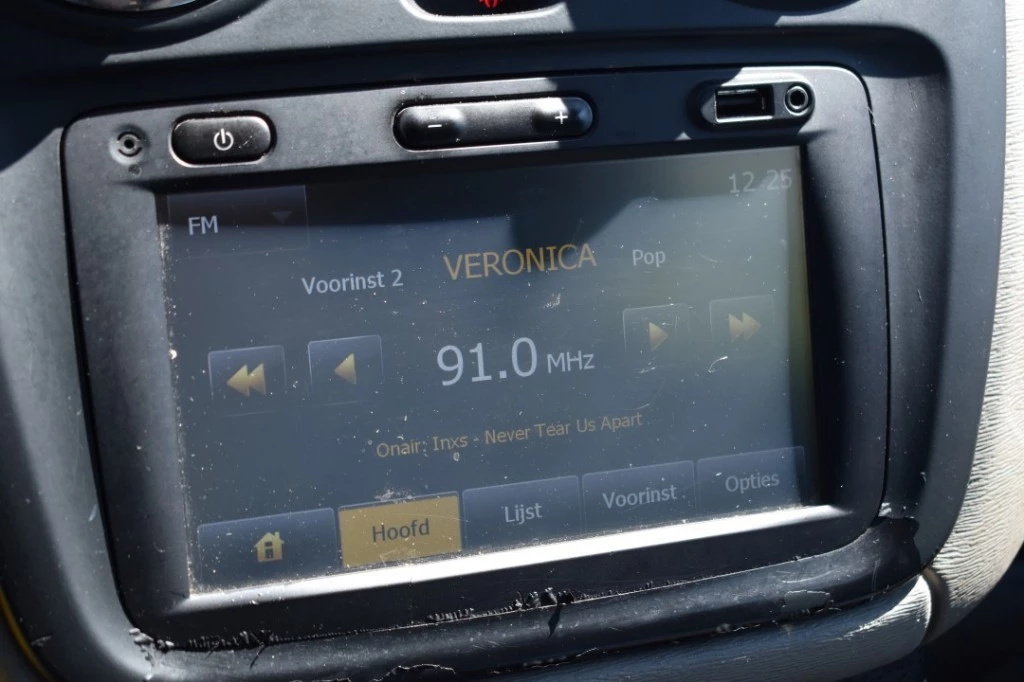 - +
12 25
FM
Voorinst 2 VERONICA Pop
91.0 MHz
Onair: Inxs - Never Tear Us Apart
Hoofd Lijst Voorinst Opties